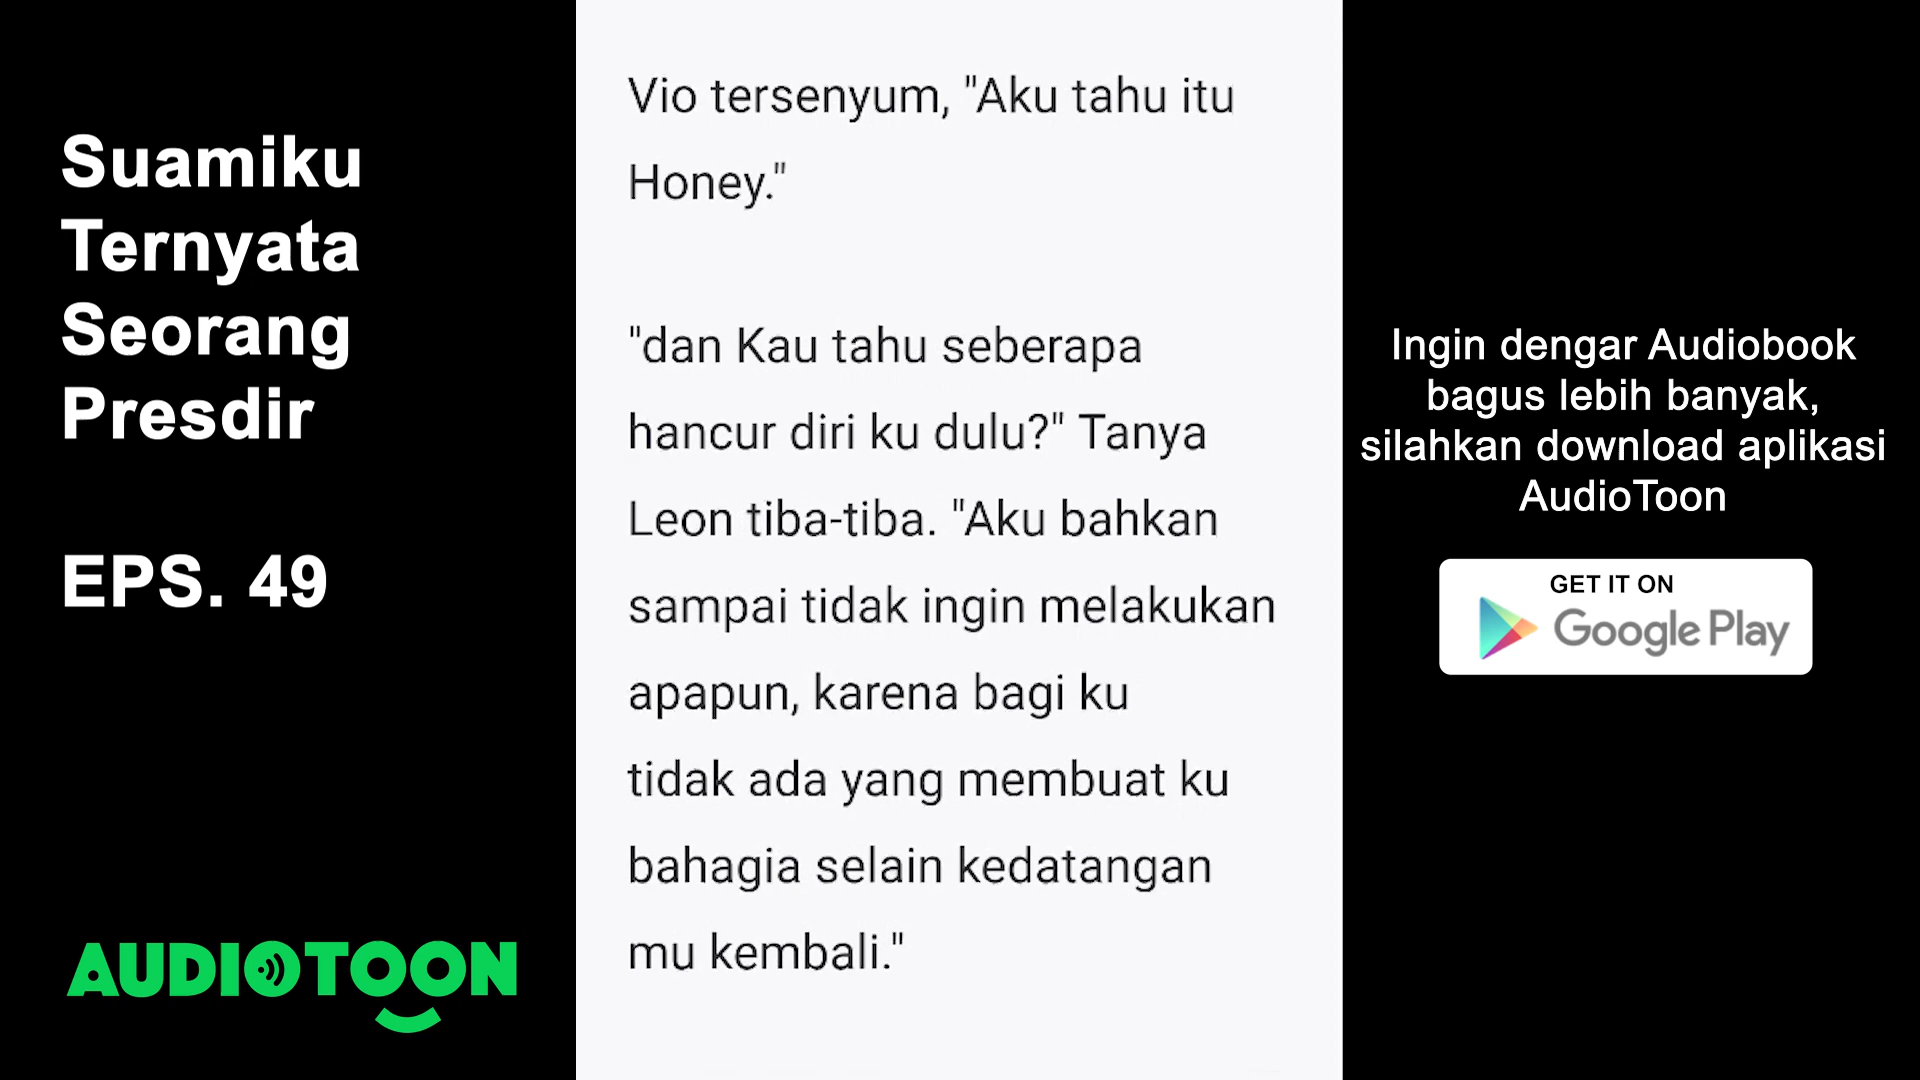 Suamiku
Ternyata
Seorang
Presdir
EPS. 49
AUDIOTOON
Vio tersenyum, "Aku tahu itu
Honey."
"dan Kau tahu seberapa
hancur diri ku dulu?" Tanya
Leon tiba-tiba. "Aku bahkan
sampai tidak ingin melakukan
apapun, karena bagi ku
tidak ada yang membuat ku
bahagia selain kedatangan
mu kembali."
Ingin dengar Audiobook
bagus lebih banyak,
silahkan download aplikasi
AudioToon
GET IT ON
Google Play